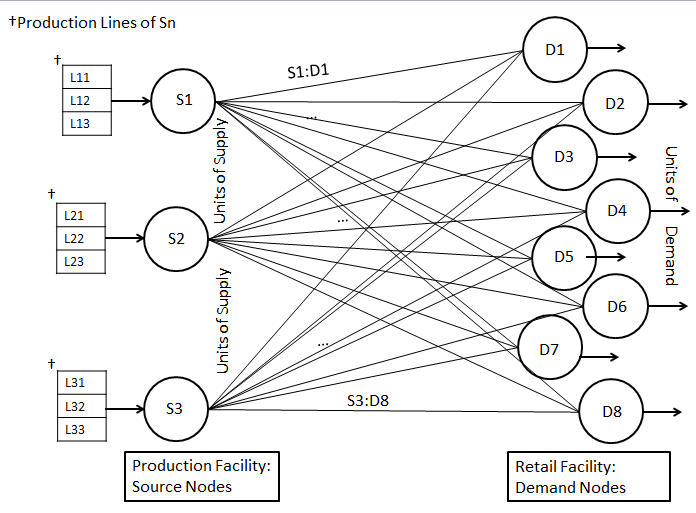 †Production Lines of Sn
†
L11
L12
L13
S1
S1:D1
...
Units of Supply
†
L21
L22
L23
S2
...
Units of Supply
†
L31
L32
L33
S3
...
S3:D8
D1
D2
D3
D4
D5
D6
D7
D8
Units of Demand
Production Facility:
Source Nodes
Retail Facility:
Demand Nodes